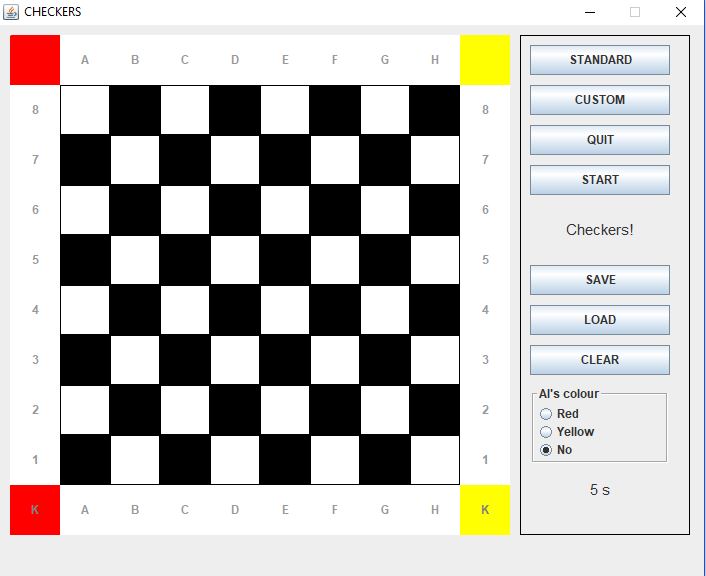 CHECKERS
A B C D E F G H
8 8
7 7
6 6
5 5
4 4
3 3
2 2
1 1
K A B C D E F G H K
STANDARD
CUSTOM
QUIT
START
Checkers!
SAVE
LOAD
CLEAR
AI's colour
Red
Yellow
No
5 s